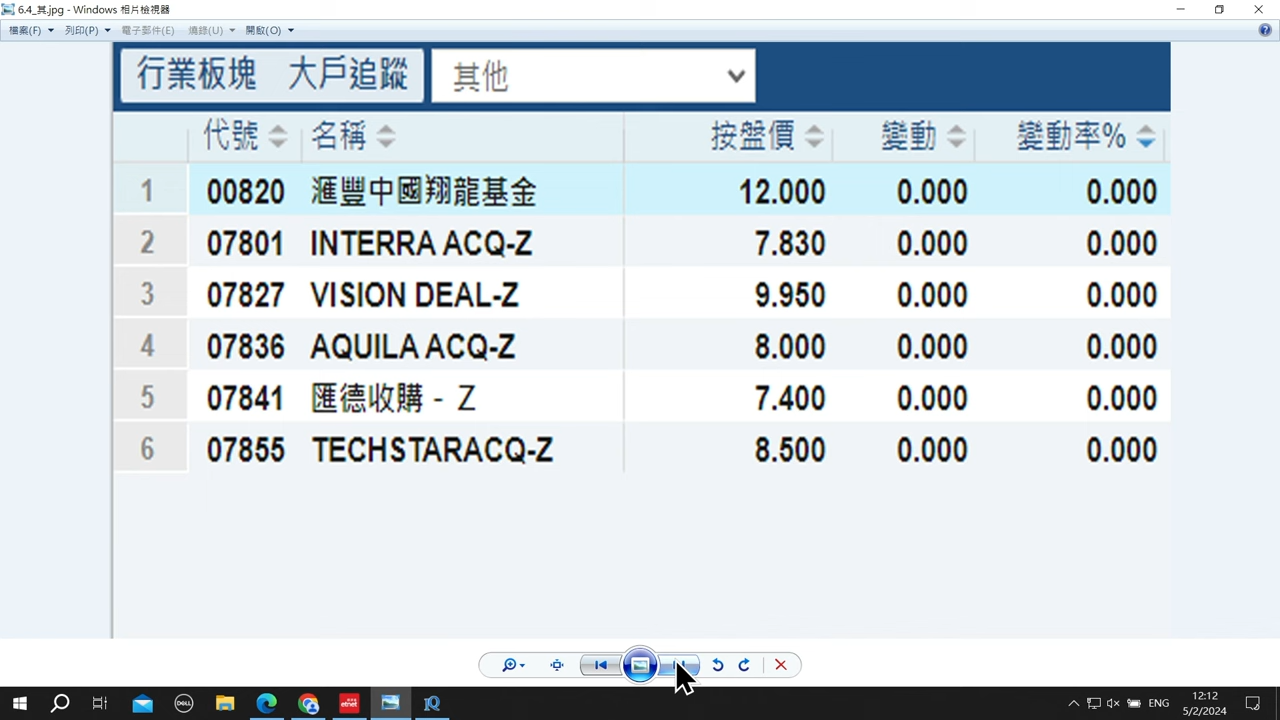 6.4_其.jpg - Windows 相片檢視器
檔案(F) 列印(P) 電子郵件(E) 燒錄(U) 開啟(O)
行業板塊 大戶追蹤 其他
代號 名稱 按盤價 變動 變動率%
1 00820 滙豐中國翔龍基金 12.000 0.000 0.000
2 07801 INTERRA ACQ-Z 7.830 0.000 0.000
3 07827 VISION DEAL-Z 9.950 0.000 0.000
4 07836 AQUILA ACQ-Z 8.000 0.000 0.000
5 07841 匯德收購－Ｚ 7.400 0.000 0.000
6 07855 TECHSTARACQ-Z 8.500 0.000 0.000
DELL etnet IQ ENG 12:12
5/2/2024